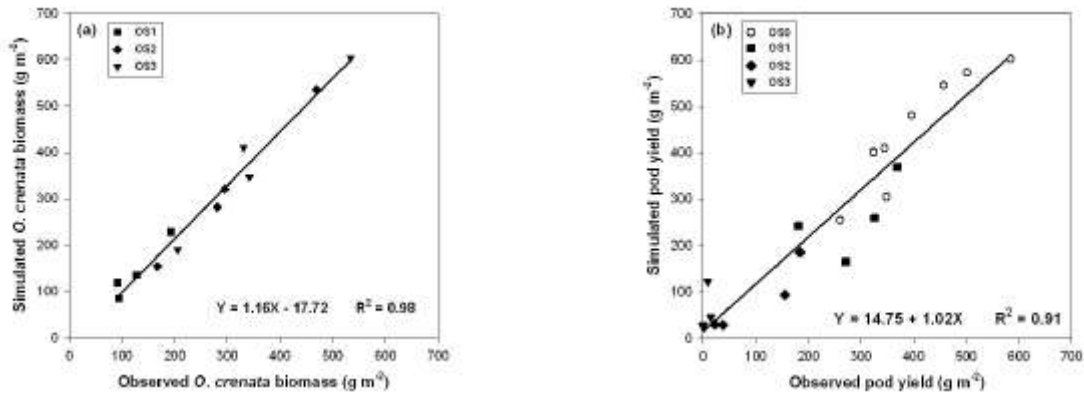 (a)
OS1
OS2
OS3
Simulated O. crenata biomass (g m-2)
700
600
500
400
300
200
100
0
Y = 1.16X - 17.72 R2 = 0.98
0 100 200 300 400 500 600 700
Observed O. crenata biomass (g m-2)
(b)
OS0
OS1
OS2
OS3
Simulated pod yield (g m-2)
700
600
500
400
300
200
100
0
Y = 14.75 + 1.02X R2 = 0.91
0 100 200 300 400 500 600 700
Observed pod yield (g m-2)